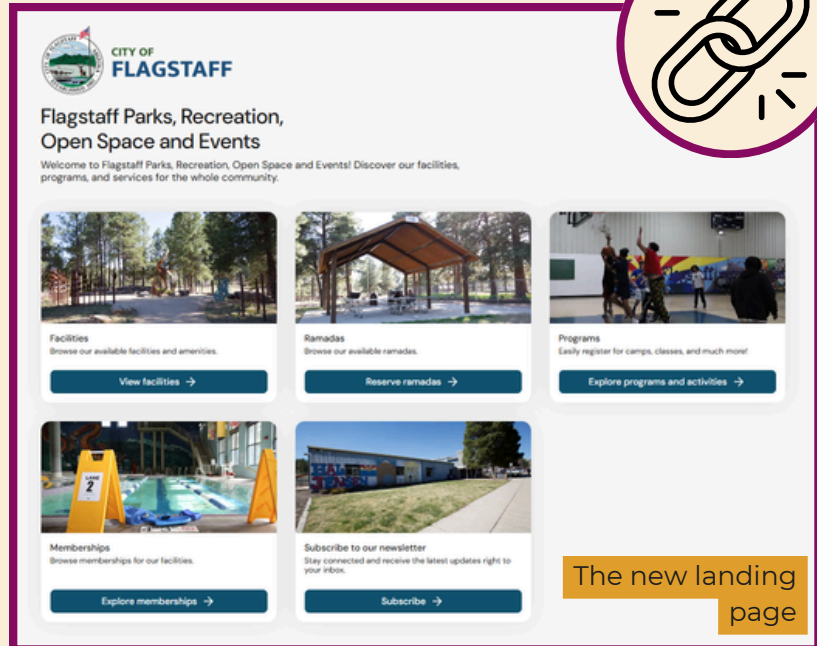 CITY OF
FLAGSTAFF
Flagstaff Parks, Recreation,
Open Space and Events
Welcome to Flagstaff Parks, Recreation, Open Space and Events! Discover our facilities,
programs, and services for the whole community.
Facilities
Browse our available facilities and amenities.
View facilities →
Ramadas
Browse our available ramadas.
Reserve ramadas →
Programs
Easily register for camps, classes, and much more!
Explore programs and activities →
LANE
2
Memberships
Browse memberships for our facilities.
Explore memberships →
HAL
JENSEN
Subscribe to our newsletter
Stay connected and receive the latest updates right to
your inbox.
Subscribe →
The new landing
page